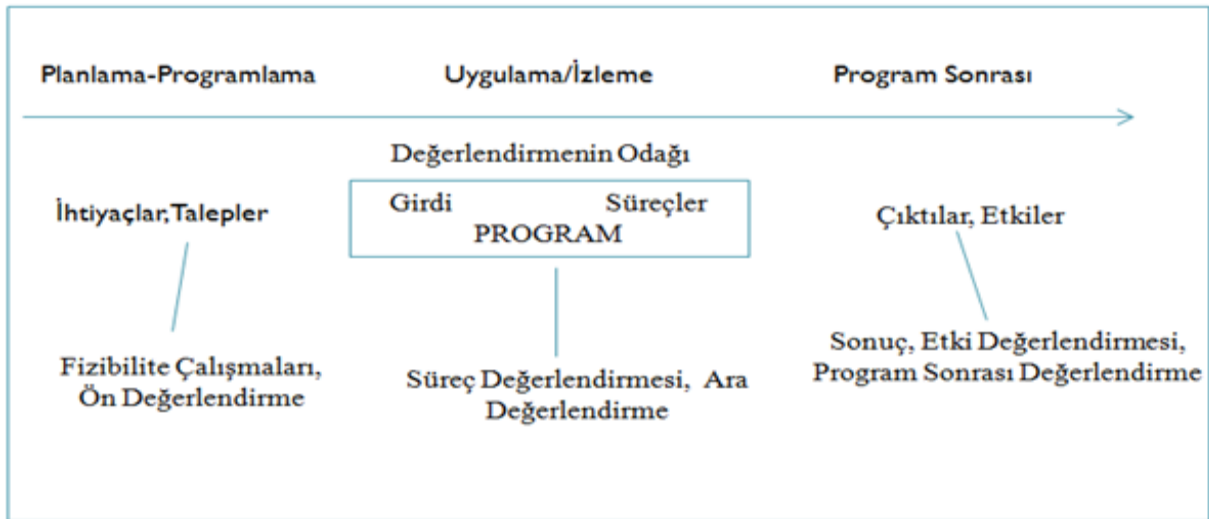 Planlama-Programlama
Uygulama/İzleme
Program Sonrası
Değerlendirmenin Odağı
İhtiyaçlar,Talepler
Girdi Süreçler
PROGRAM
Çıktılar, Etkiler
Fizibilite Çalışmaları,
Ön Değerlendirme
Süreç Değerlendirmesi, Ara
Değerlendirme
Sonuç, Etki Değerlendirmesi,
Program Sonrası Değerlendirme